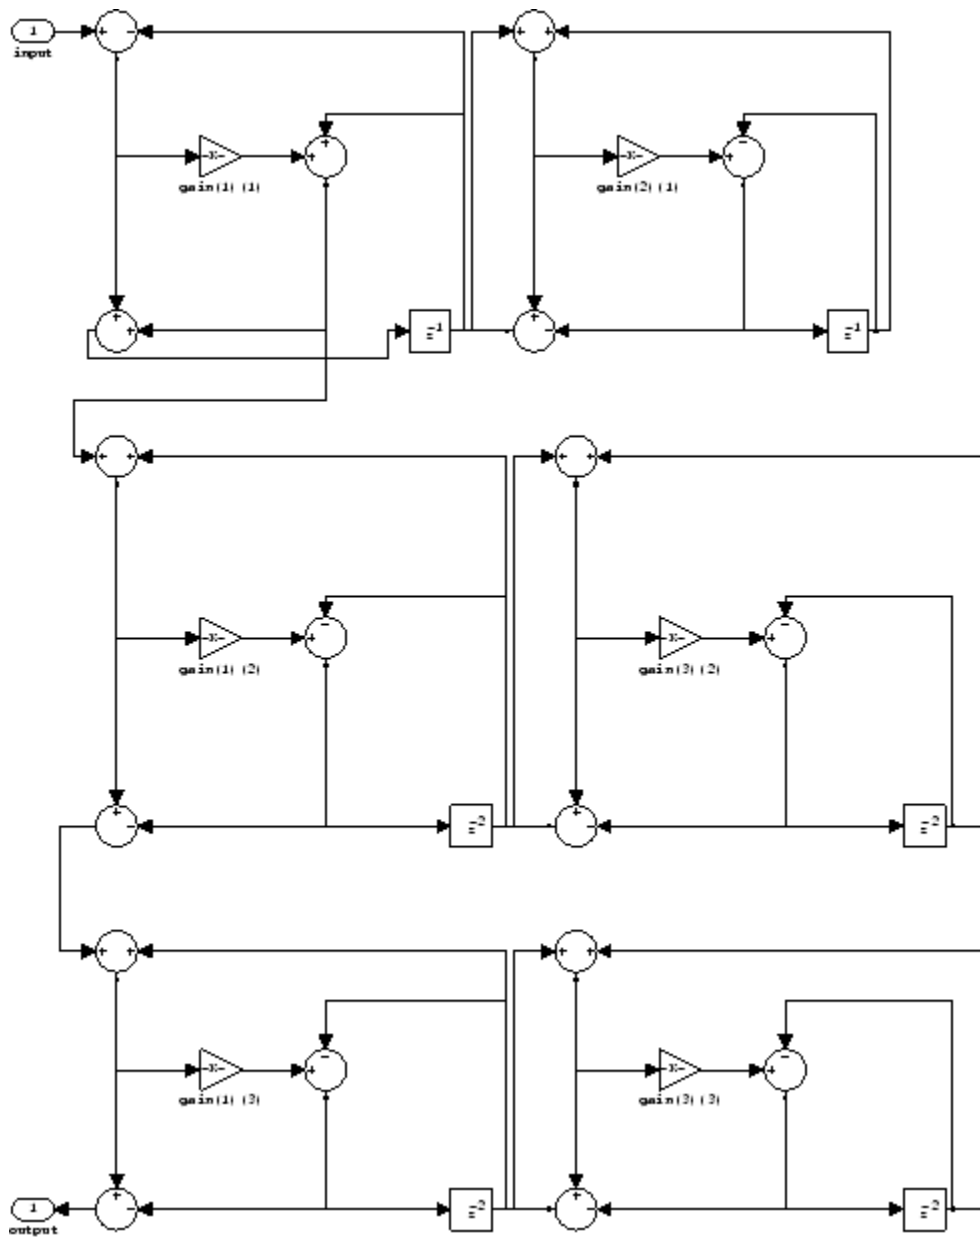 1
input
+ -
+ +
+
-
-K-
+
-K-
+
gain(1) (1)
gain(2) (1)
+
+
z-1
+
-
z-1
+ -
+ +
-
-
-K-
+
-K-
+
gain(1) (2)
gain(3) (2)
+
-
z-2
+
-
z-2
+ +
+ +
-
-
-K-
+
-K-
+
gain(1) (3)
gain(3) (3)
1
+
-
z-2
+
-
z-2
output